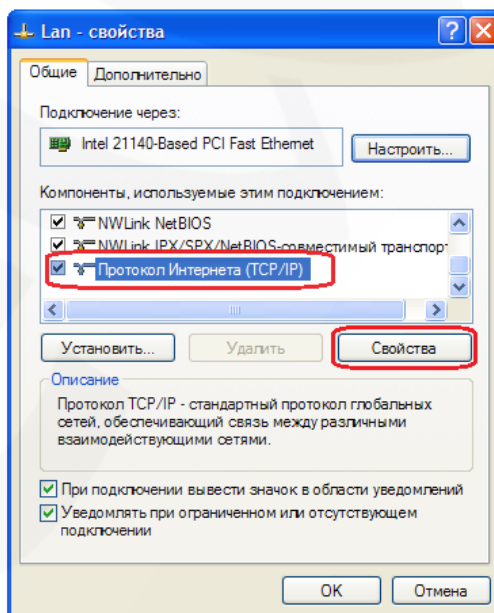 Lan - свойства
Общие
Дополнительно
Подключение через:
Intel 21140-Based PCI Fast Ethernet
Настроить...
Компоненты, используемые этим подключением:
NWLink NetBIOS
NWLink IPX/SPX/NetBIOS-совместимый транспорт
Протокол Интернета (TCP/IP)
Установить...
Удалить
Свойства
Описание
Протокол TCP/IP - стандартный протокол глобальных
сетей, обеспечивающий связь между различными
взаимодействующими сетями.
При подключении вывести значок в области уведомлений
Уведомлять при ограниченном или отсутствующем
подключении
OK
Отмена